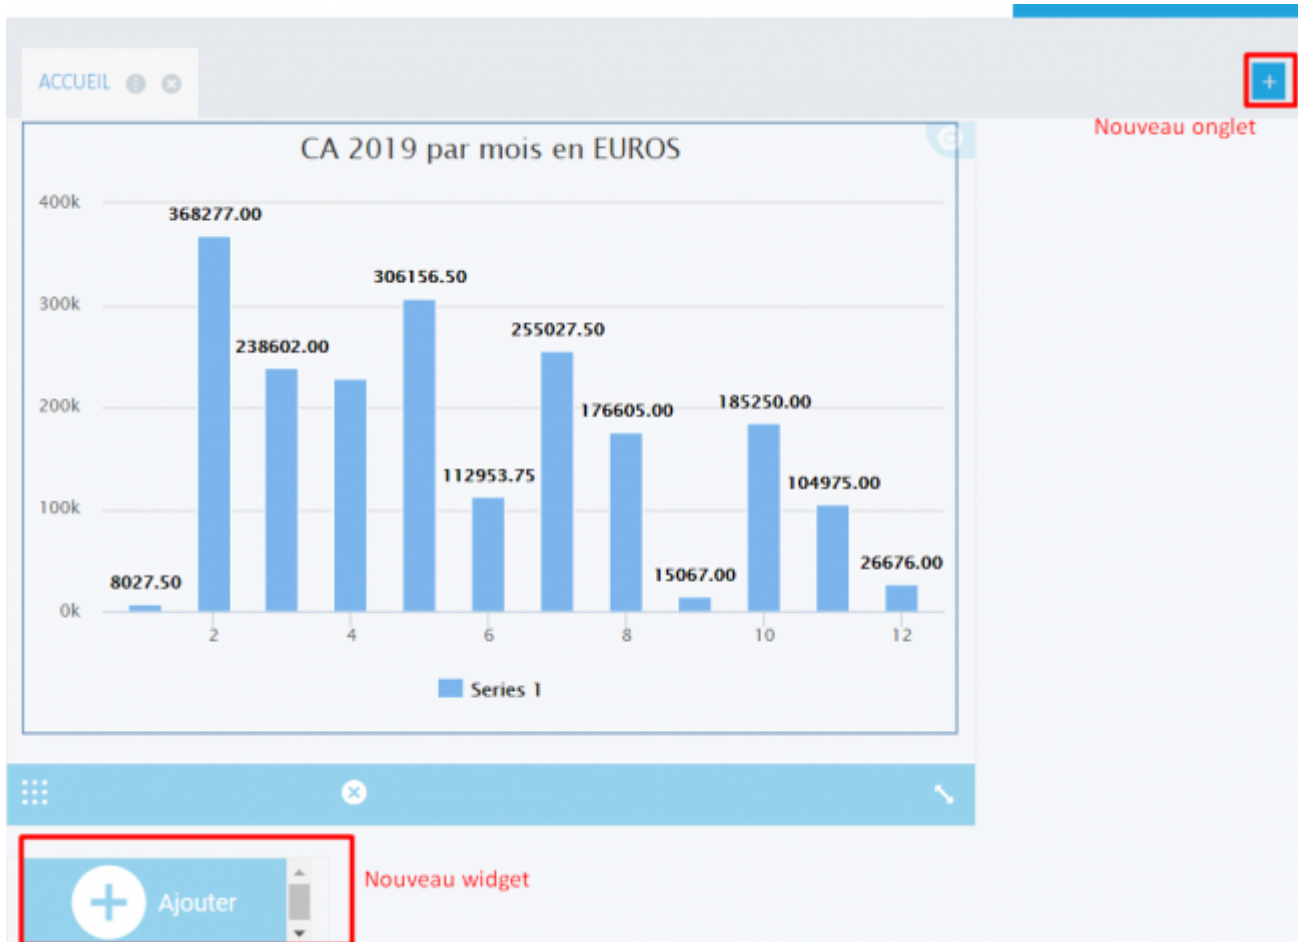 ACCUEIL
+
Nouveau onglet
CA 2019 par mois en EUROS
400k
368277.00
306156.50
300k
255027.50
238602.00
200k
176605.00
185250.00
112953.75
104975.00
100k
8027.50
15067.00
26676.00
0k
2 4 6 8 10 12
Series 1
Nouveau widget
Ajouter